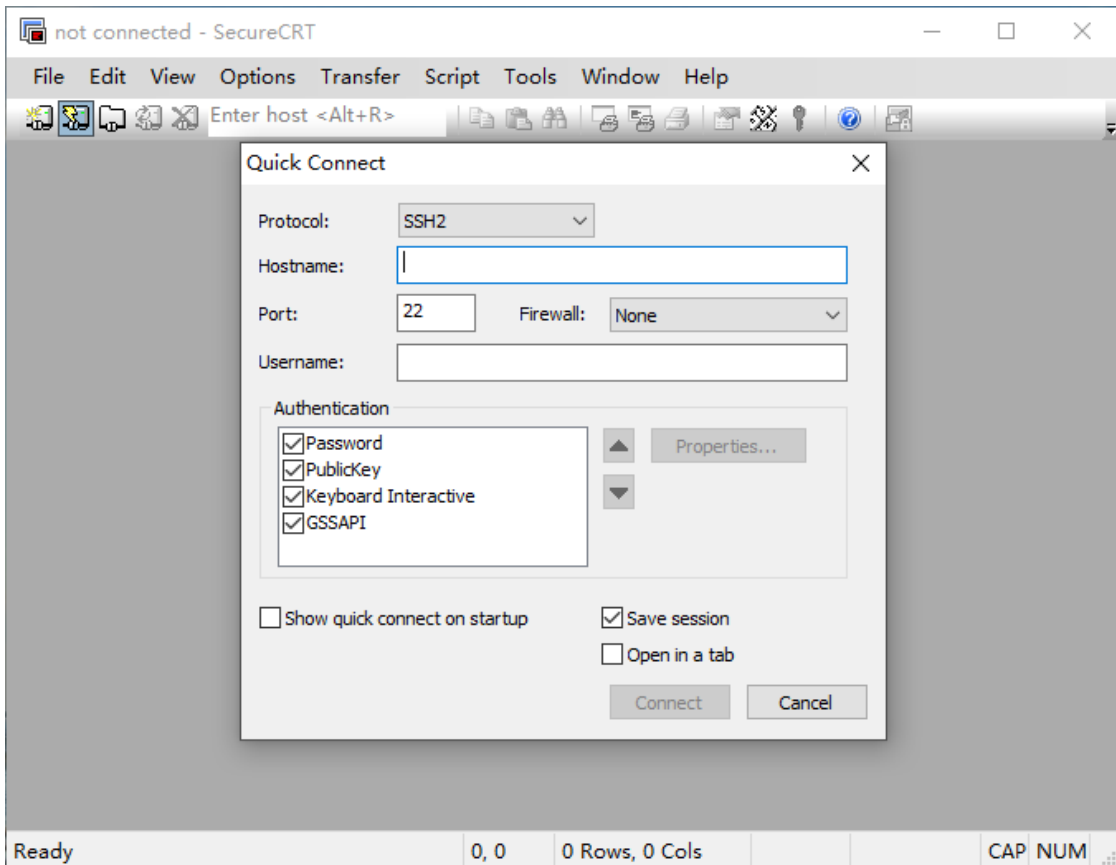 not connected - SecureCRT
File Edit View Options Transfer Script Tools Window Help
Enter host <Alt+R>
Quick Connect
Protocol: SSH2
Hostname:
Port: 22 Firewall: None
Username:
Authentication
Password
PublicKey
Keyboard Interactive
GSSAPI
Properties...
Show quick connect on startup
Save session
Open in a tab
Connect Cancel
Ready 0, 0 0 Rows, 0 Cols CAP NUM